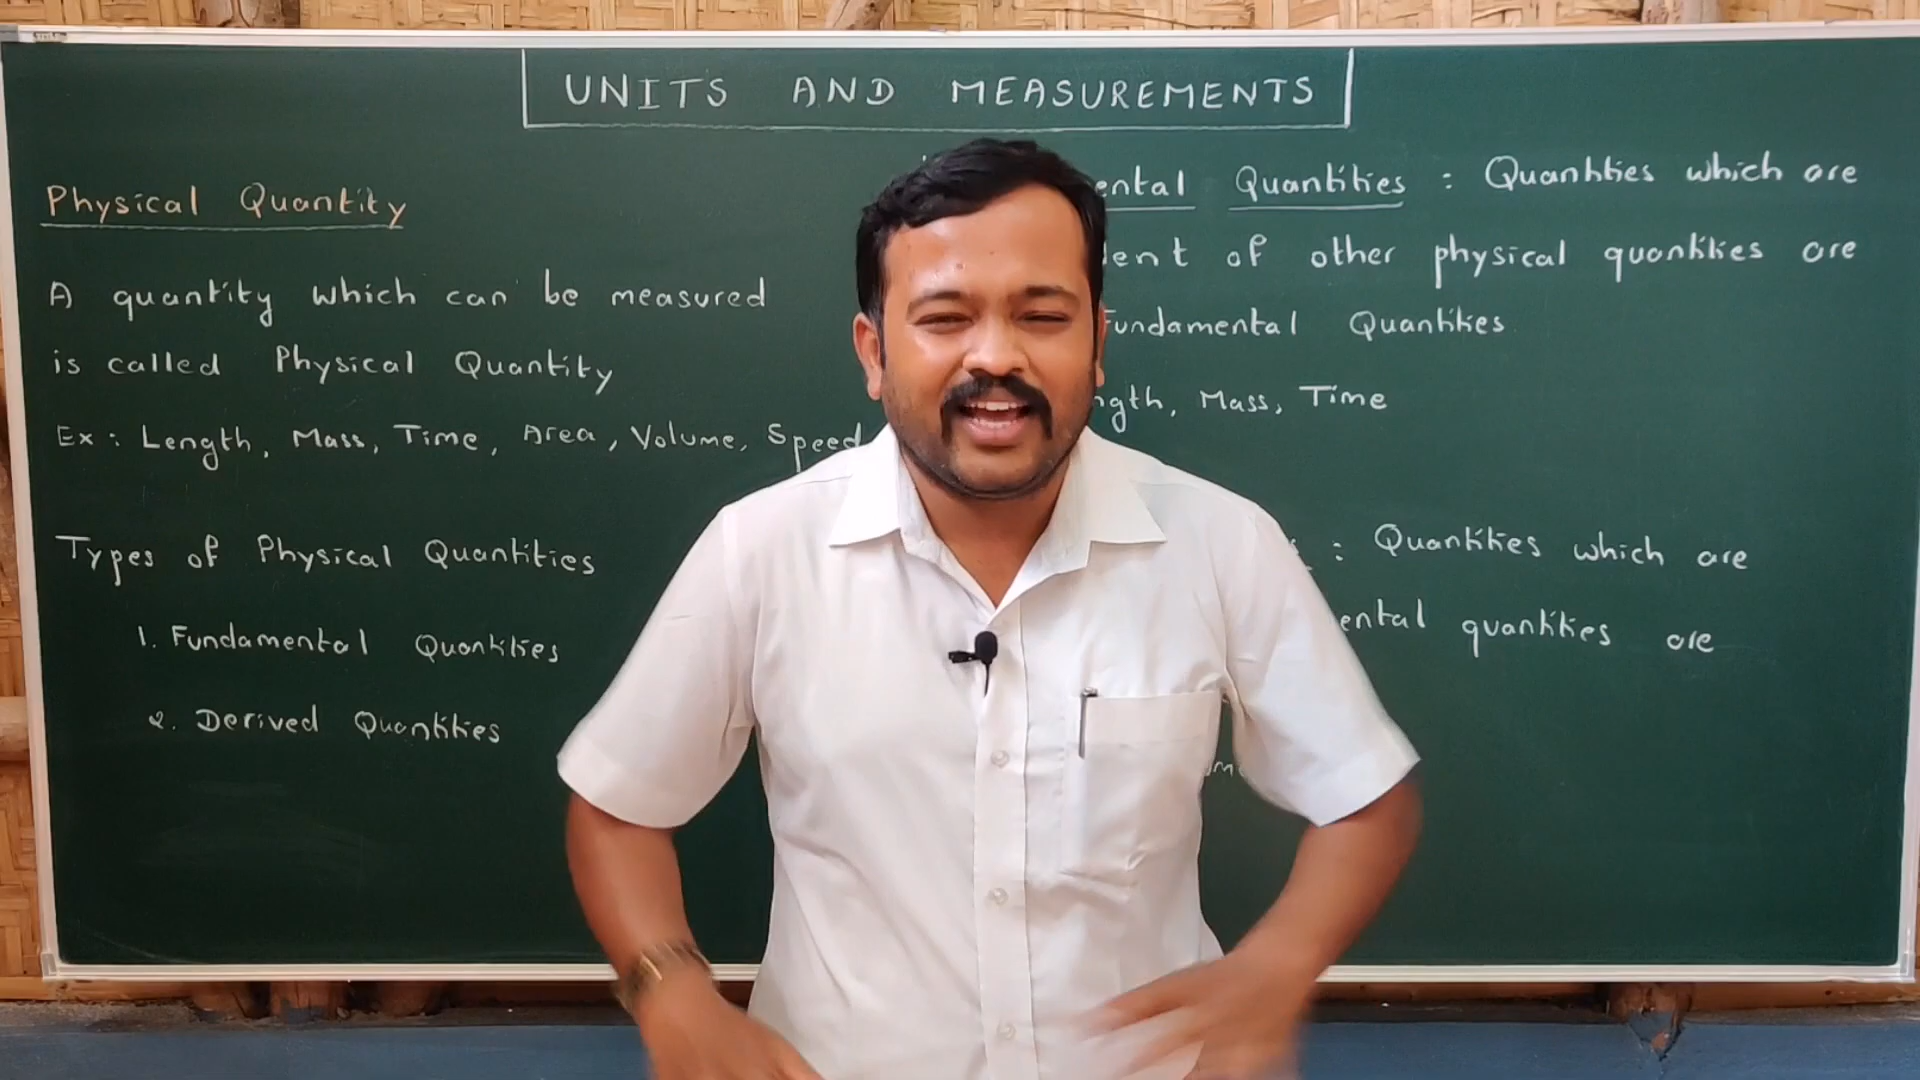 UNITS AND MEASUREMENTS
Physical Quantity
A quantity which can be measured
is called Physical Quantity
Ex : Length, Mass, Time, Area, Volume, Speed
Types of Physical Quantities
1. Fundamental Quantities
2. Derived Quantities
ental Quantities : Quantities which are
dent of other physical quantities are
Fundamental Quantities
ngth, Mass, Time
: Quantities which are
ental quantities are